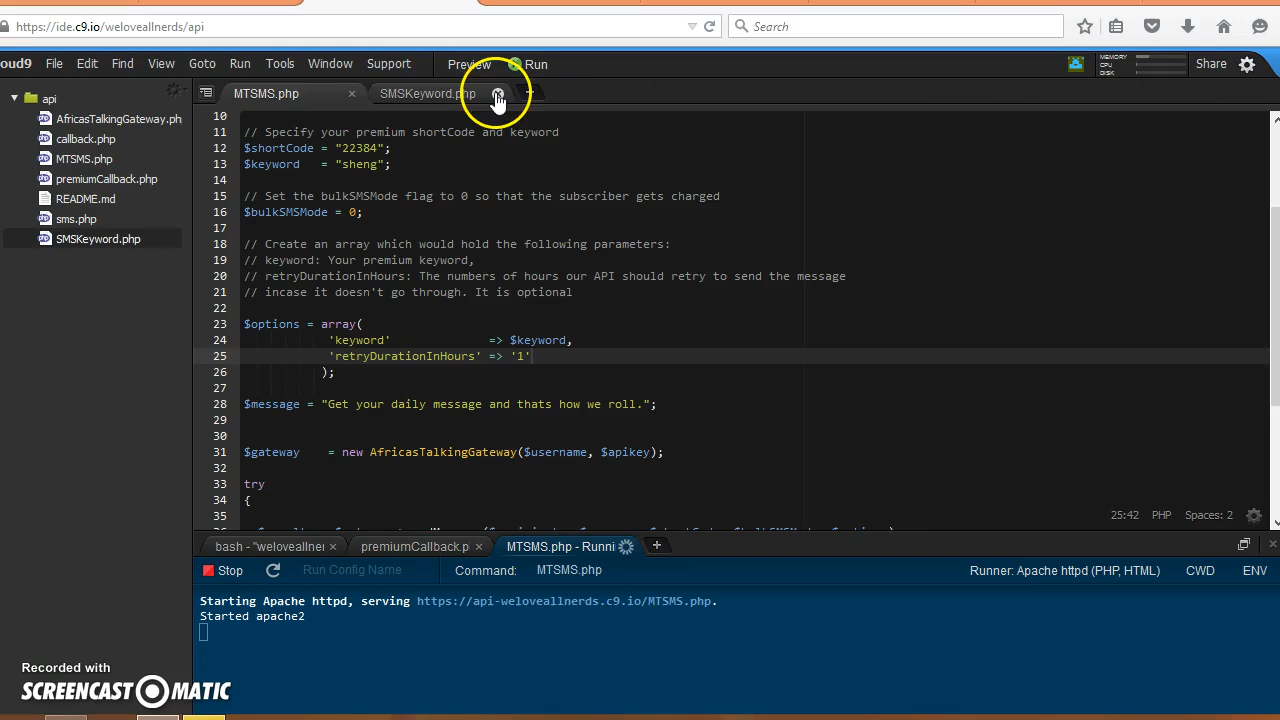 https://ide.c9.io/weloveallnerds/api
Search
oud9 File Edit Find View Goto Run Tools Window Support Preview Run MEMORY CPU DISK Share
MTSMS.php SMSKeyword.php
api
AfricasTalkingGateway.ph
callback.php
MTSMS.php
premiumCallback.php
README.md
sms.php
SMSKeyword.php
10
11 // Specify your premium shortCode and keyword
12 $shortCode = "22384";
13 $keyword = "sheng";
14
15 // Set the bulkSMSMode flag to 0 so that the subscriber gets charged
16 $bulkSMSMode = 0;
17
18 // Create an array which would hold the following parameters:
19 // keyword: Your premium keyword,
20 // retryDurationInHours: The numbers of hours our API should retry to send the message
21 // incase it doesn't go through. It is optional
22
23 $options = array(
24 'keyword' => $keyword,
25 'retryDurationInHours' => '1'
26 );
27
28 $message = "Get your daily message and thats how we roll.";
29
30
31 $gateway = new AfricasTalkingGateway($username, $apikey);
32
33 try
34 {
35
25:42 PHP Spaces: 2
bash - "weloveallner premiumCallback.p MTSMS.php - Runni
Stop Run Config Name Command: MTSMS.php Runner: Apache httpd (PHP, HTML) CWD ENV
Starting Apache httpd, serving https://api-weloveallnerds.c9.io/MTSMS.php.
Started apache2
Recorded with
SCREENCAST MATIC